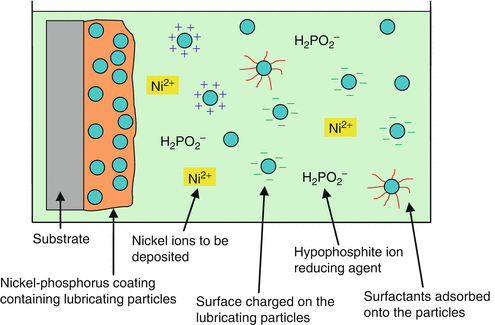 H₂PO₂⁻
Ni²⁺
Ni²⁺
H₂PO₂⁻
Ni²⁺
H₂PO₂⁻
Substrate
Nickel ions to be
deposited
Hypophosphite ion
reducing agent
Nickel-phosphorus coating
containing lubricating particles
Surface charged on the
lubricating particles
Surfactants adsorbed
onto the particles